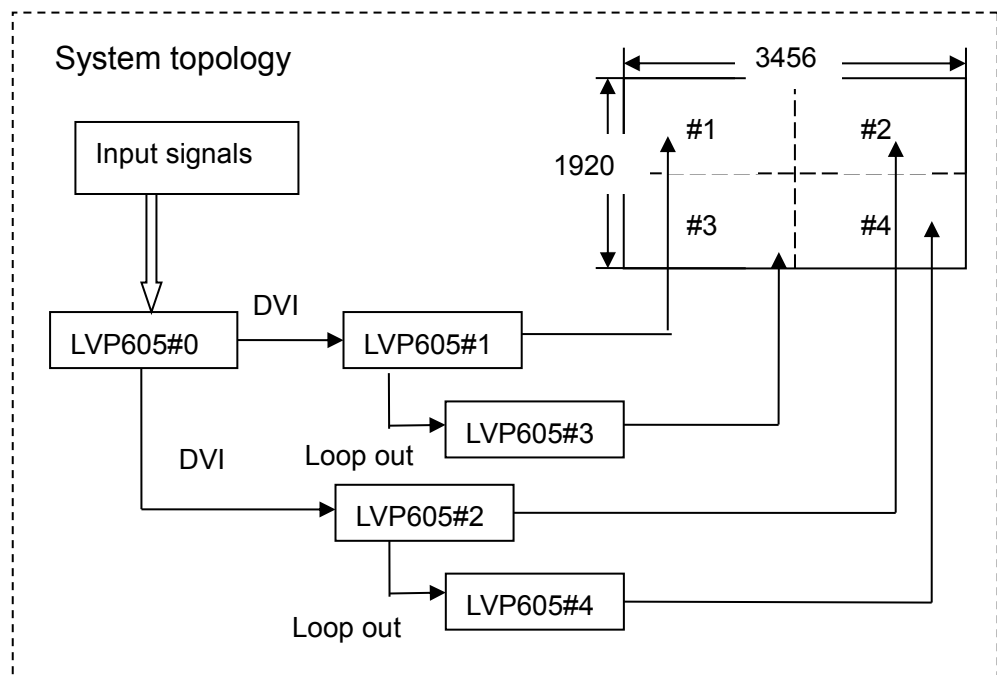 System topology
3456
#1
#2
Input signals
1920
#3
#4
DVI
LVP605#0
LVP605#1
LVP605#3
Loop out
DVI
LVP605#2
LVP605#4
Loop out